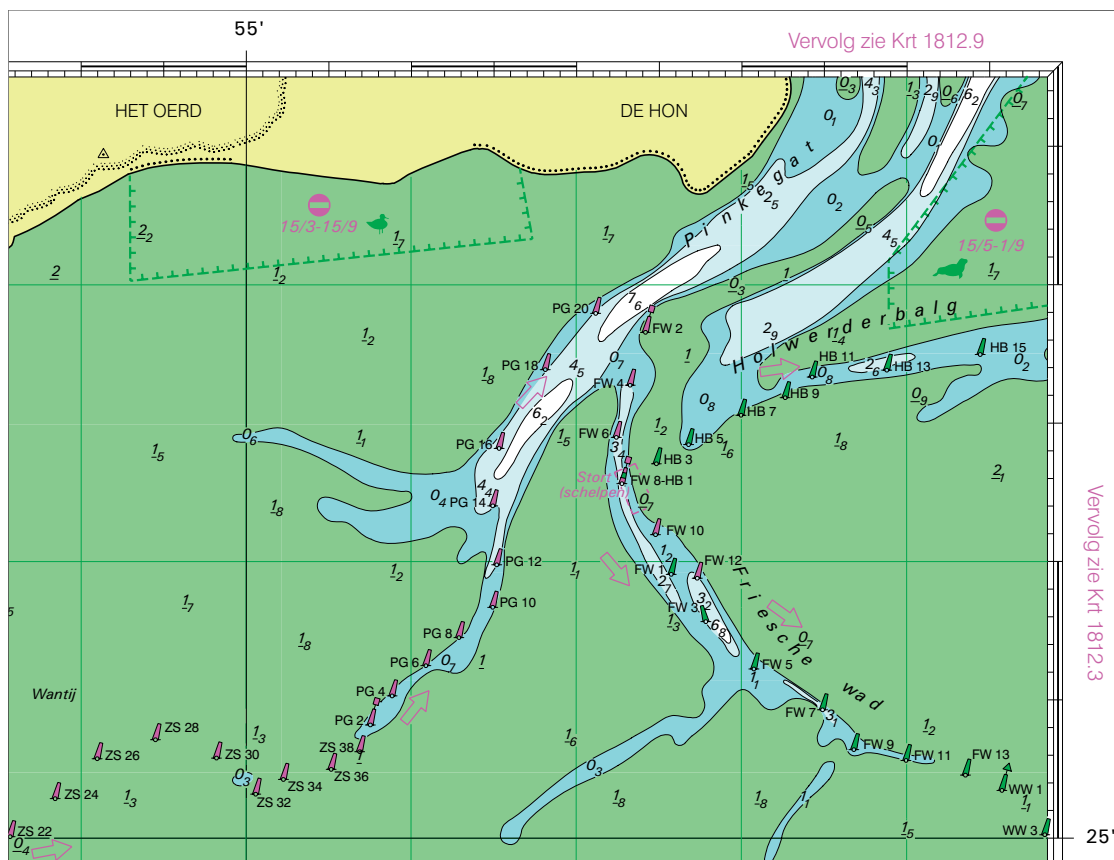 55'
Vervolg zie Krt 1812.9
HET OERD
DE HON
Pinkegat
15/3-15/9
15/5-1/9
Holwerderbalg
PG 20
FW 2
PG 18
FW 4
HB 11
HB 15
HB 13
HB 9
HB 7
PG 16
FW 6
HB 5
HB 3
Stort
(schelpen)
FW 8-HB 1
PG 14
FW 10
PG 12
FW 1
FW 12
Friesche wad
PG 10
FW 3
PG 8
PG 6
FW 5
PG 4
Wantij
PG 2
FW 7
ZS 28
ZS 38
FW 9
ZS 26
ZS 30
ZS 36
FW 11
FW 13
ZS 34
ZS 24
ZS 32
WW 1
ZS 22
WW 3
25'
Vervolg zie Krt 1812.3